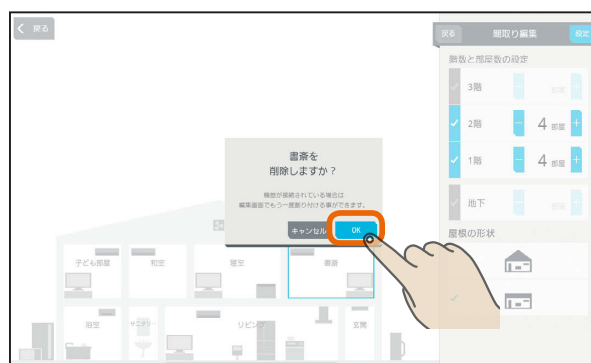 戻る
戻る
間取り編集
設定
階数と部屋数の設定
3階
部屋
2階
4 部屋
1階
4 部屋
地下
部屋
屋根の形状
書斎を
削除しますか？
機器が接続されている場合は
編集画面でもう一度割り付ける事ができます。
キャンセル
OK
子ども部屋
和室
寝室
書斎
浴室
サニタリー
リビング
玄関